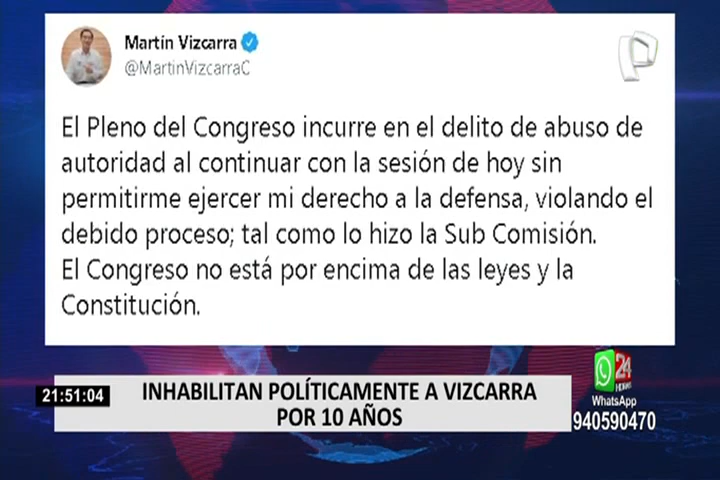 Martín Vizcarra
@MartinVizcarraC
El Pleno del Congreso incurre en el delito de abuso de
autoridad al continuar con la sesión de hoy sin
permitirme ejercer mi derecho a la defensa, violando el
debido proceso; tal como lo hizo la Sub Comisión.
El Congreso no está por encima de las leyes y la
Constitución.
INHABILITAN POLÍTICAMENTE A VIZCARRA
POR 10 AÑOS
21:51:04
24
HORAS
WhatsApp
940590470